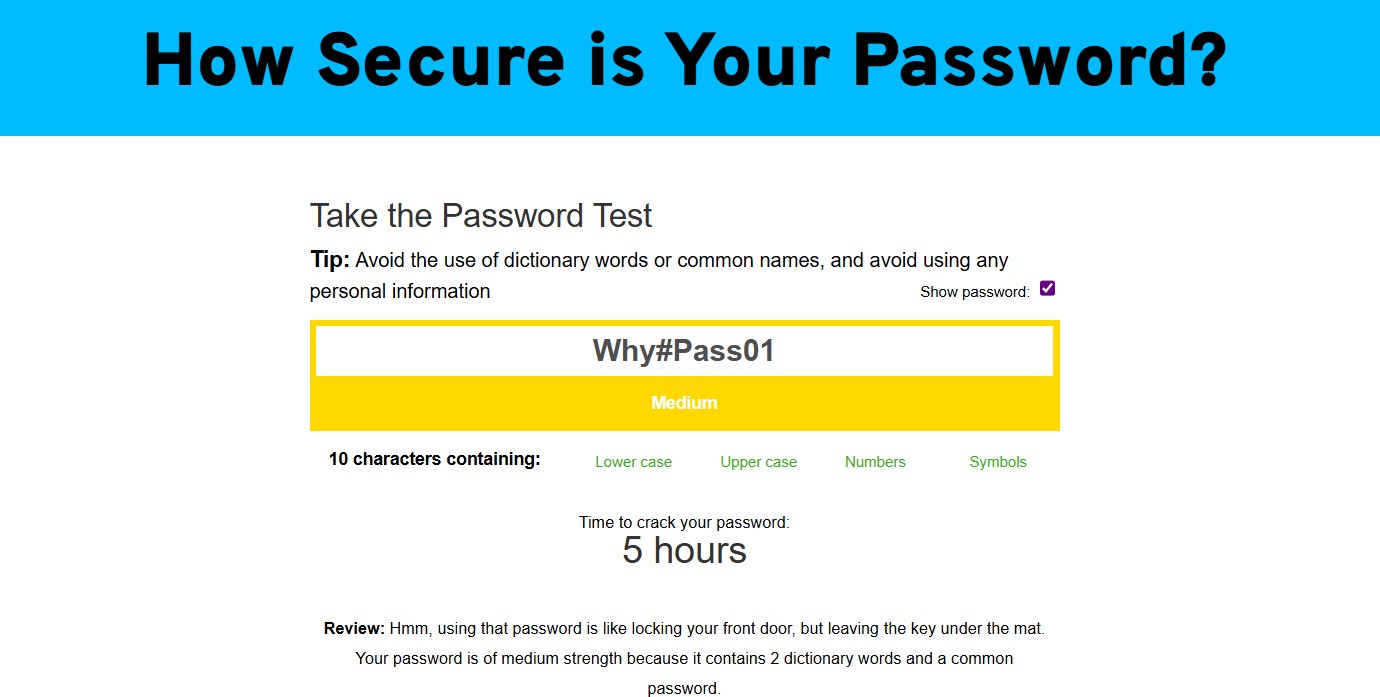 How Secure is Your Password?
Take the Password Test
Tip: Avoid the use of dictionary words or common names, and avoid using any
personal information
Show password:
Why#Pass01
Medium
10 characters containing: Lower case Upper case Numbers Symbols
Time to crack your password:
5 hours
Review: Hmm, using that password is like locking your front door, but leaving the key under the mat.
Your password is of medium strength because it contains 2 dictionary words and a common
password.